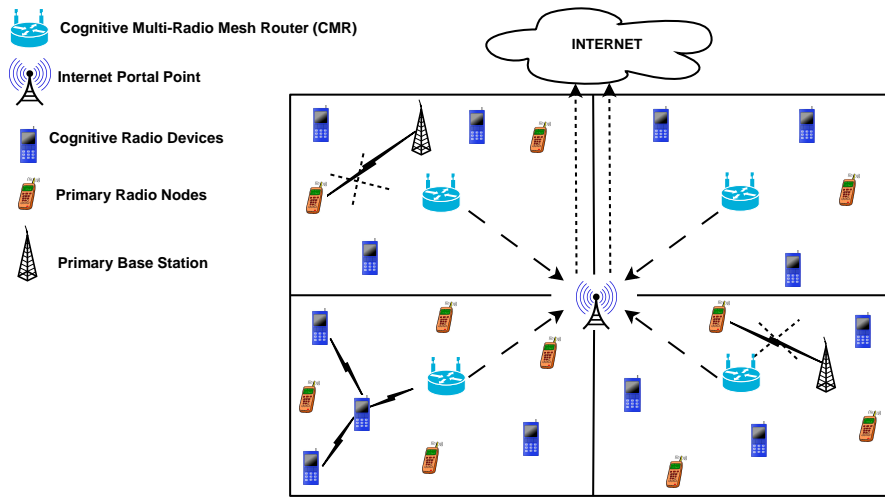 Cognitive Multi-Radio Mesh Router (CMR)
INTERNET
Internet Portal Point
Cognitive Radio Devices
Primary Radio Nodes
Primary Base Station